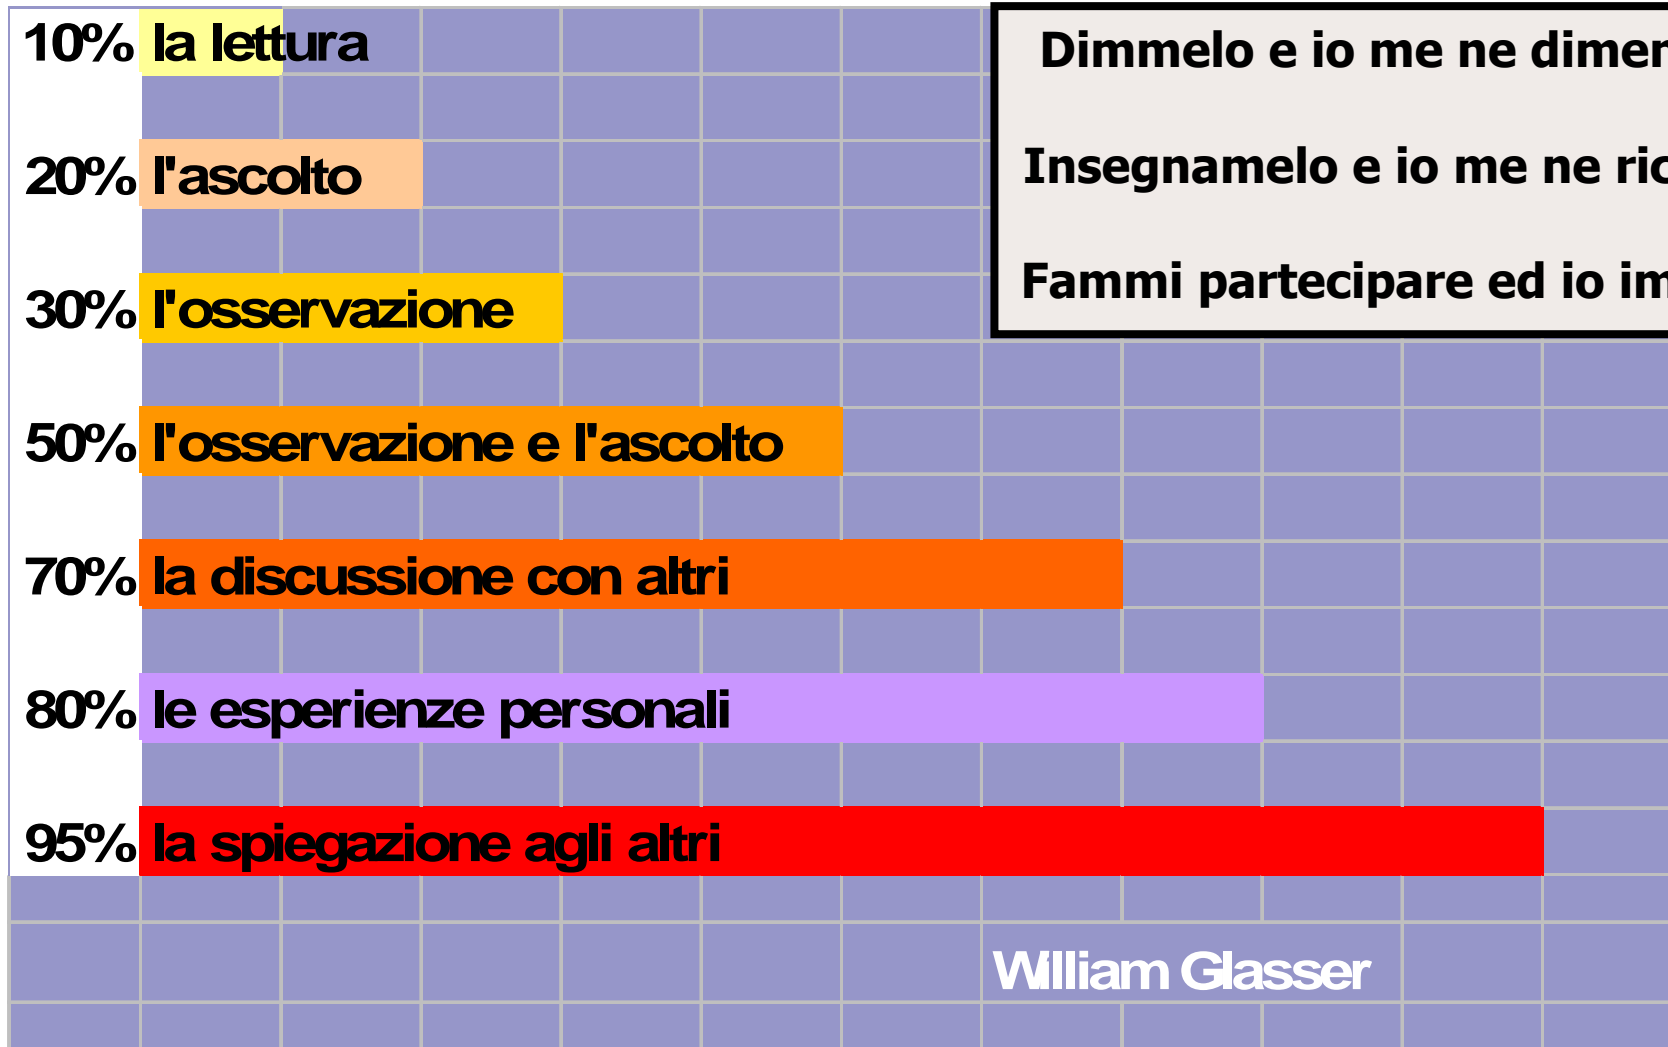 10% la lettura
20% l'ascolto
30% l'osservazione
50% l'osservazione e l'ascolto
70% la discussione con altri
80% le esperienze personali
95% la spiegazione agli altri
Dimmelo e io me ne
Insegnamelo e io me ne
Fammi partecipare ed io
William Glasser